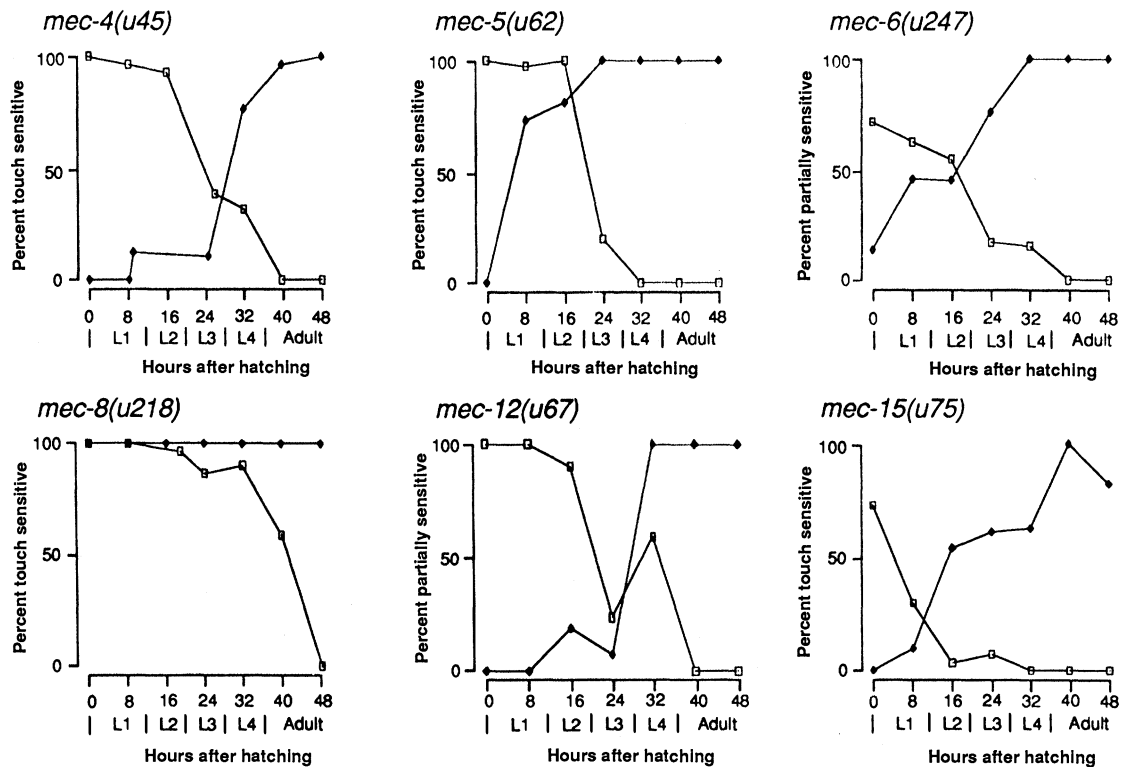 mec-4(u45)
mec-5(u62)
mec-6(u247)
Percent touch sensitive
100
50
0
0 8 16 24 32 40 48
| L1 | L2 | L3 | L4 | Adult
Hours after hatching
Percent touch sensitive
100
50
0
0 8 16 24 32 40 48
| L1 | L2 | L3 | L4 | Adult
Hours after hatching
Percent partially sensitive
100
50
0
0 8 16 24 32 40 48
| L1 | L2 | L3 | L4 | Adult
Hours after hatching
mec-8(u218)
mec-12(u67)
mec-15(u75)
Percent touch sensitive
100
50
0
0 8 16 24 32 40 48
| L1 | L2 | L3 | L4 | Adult
Hours after hatching
Percent partially sensitive
100
50
0
0 8 16 24 32 40 48
| L1 | L2 | L3 | L4 | Adult
Hours after hatching
Percent touch sensitive
100
50
0
0 8 16 24 32 40 48
| L1 | L2 | L3 | L4 | Adult
Hours after hatching